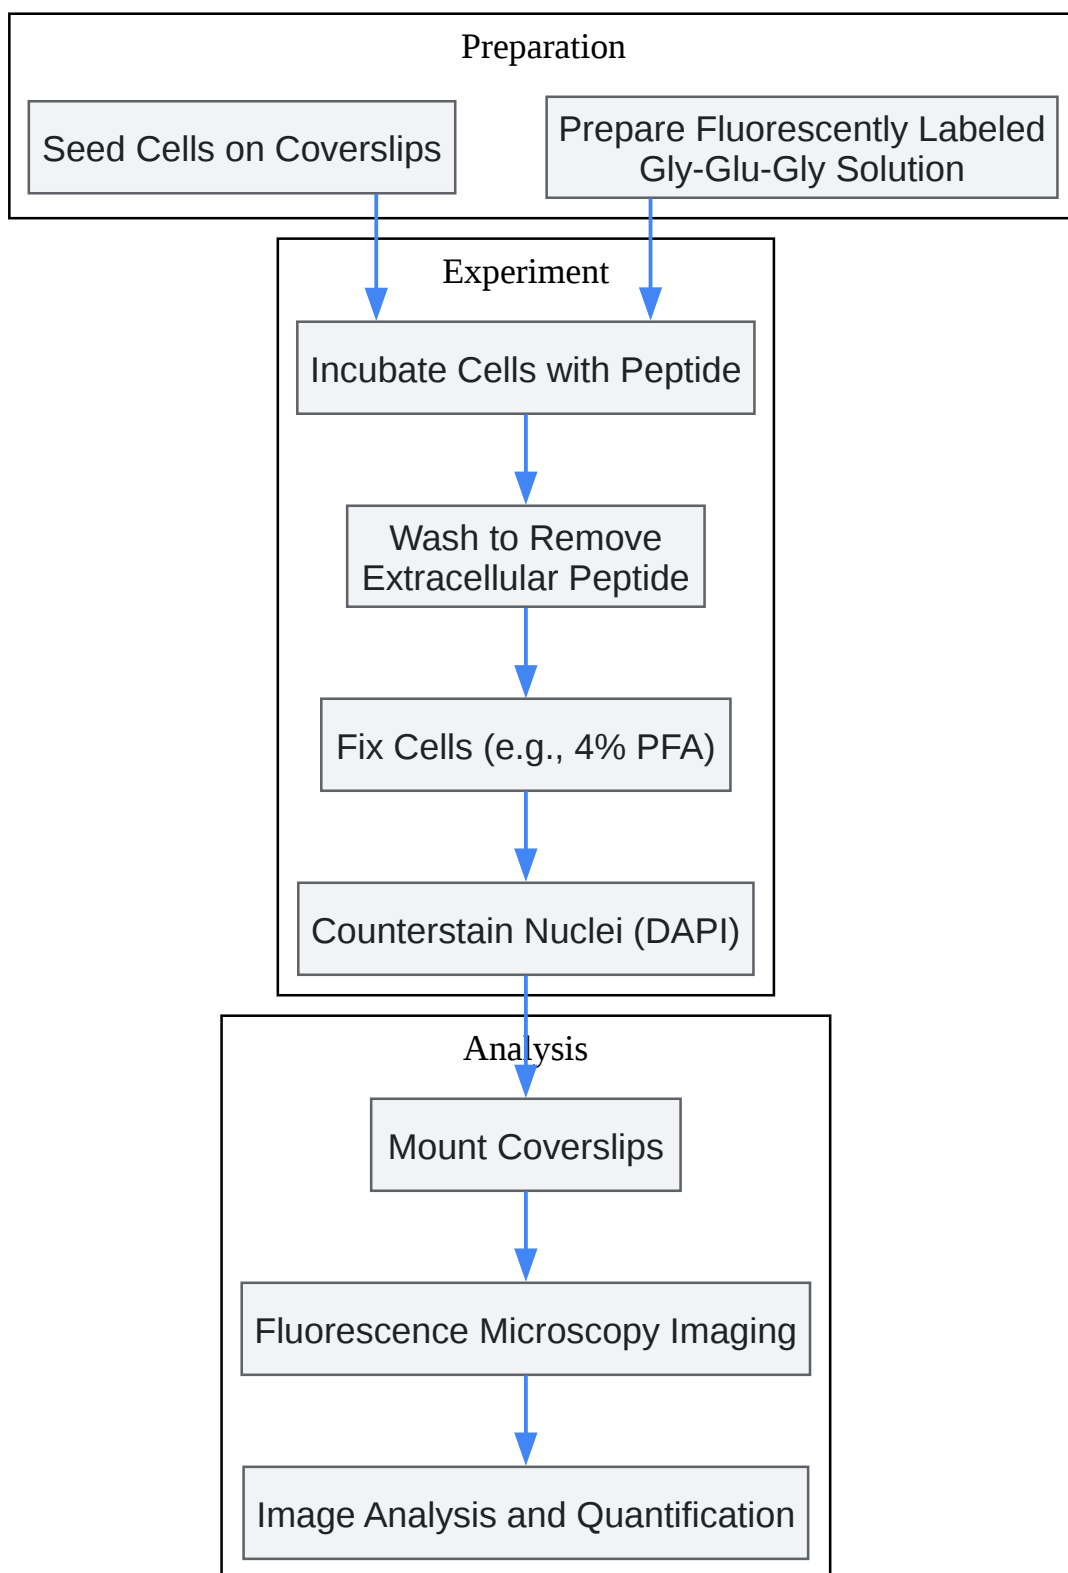 Preparation
Seed Cells on Coverslips
Prepare Fluorescently Labeled
Gly-Glu-Gly Solution
Experiment
Incubate Cells with Peptide
Wash to Remove
Extracellular Peptide
Fix Cells (e.g., 4% PFA)
Counterstain Nuclei (DAPI)
Analysis
Mount Coverslips
Fluorescence Microscopy Imaging
Image Analysis and Quantification